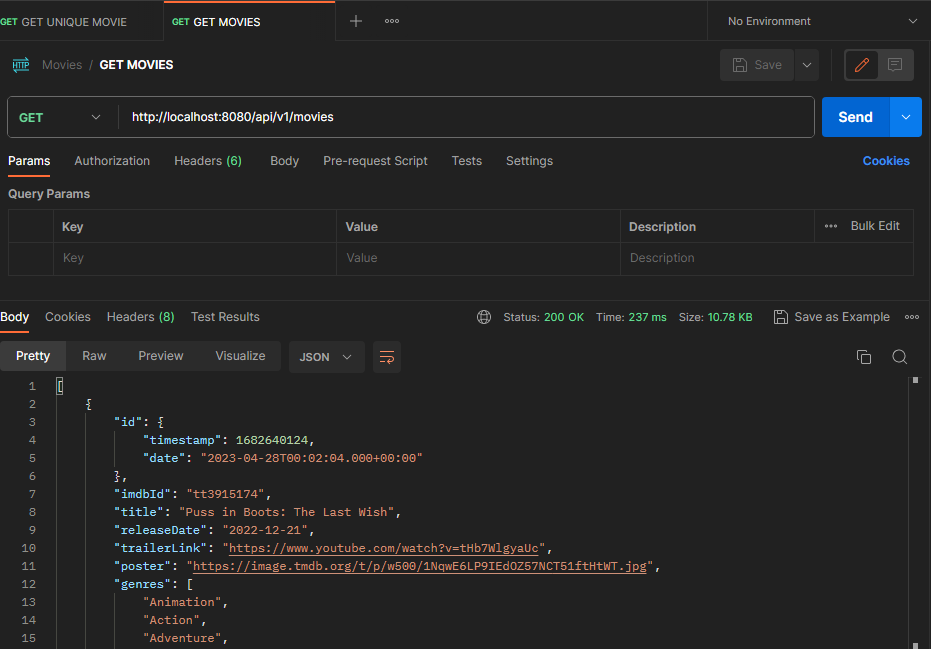 GET GET UNIQUE MOVIE GET GET MOVIES No Environment
HTTP Movies / GET MOVIES Save
GET http://localhost:8080/api/v1/movies Send
Params Authorization Headers (6) Body Pre-request Script Tests Settings Cookies
Query Params
Key Value Description Bulk Edit
Key Value Description
Body Cookies Headers (8) Test Results Status: 200 OK Time: 237 ms Size: 10.78 KB Save as Example
Pretty Raw Preview Visualize JSON
1 [
2 {
3 "id": {
4 "timestamp": 1682640124,
5 "date": "2023-04-28T00:02:04.000+00:00"
6 },
7 "imdbId": "tt3915174",
8 "title": "Puss in Boots: The Last Wish",
9 "releaseDate": "2022-12-21",
10 "trailerLink": "https://www.youtube.com/watch?v=tHb7WlgyaUc",
11 "poster": "https://image.tmdb.org/t/p/w500/1NqwE6LP9IEdOZ57NCT51ftHtWT.jpg",
12 "genres": [
13 "Animation",
14 "Action",
15 "Adventure",